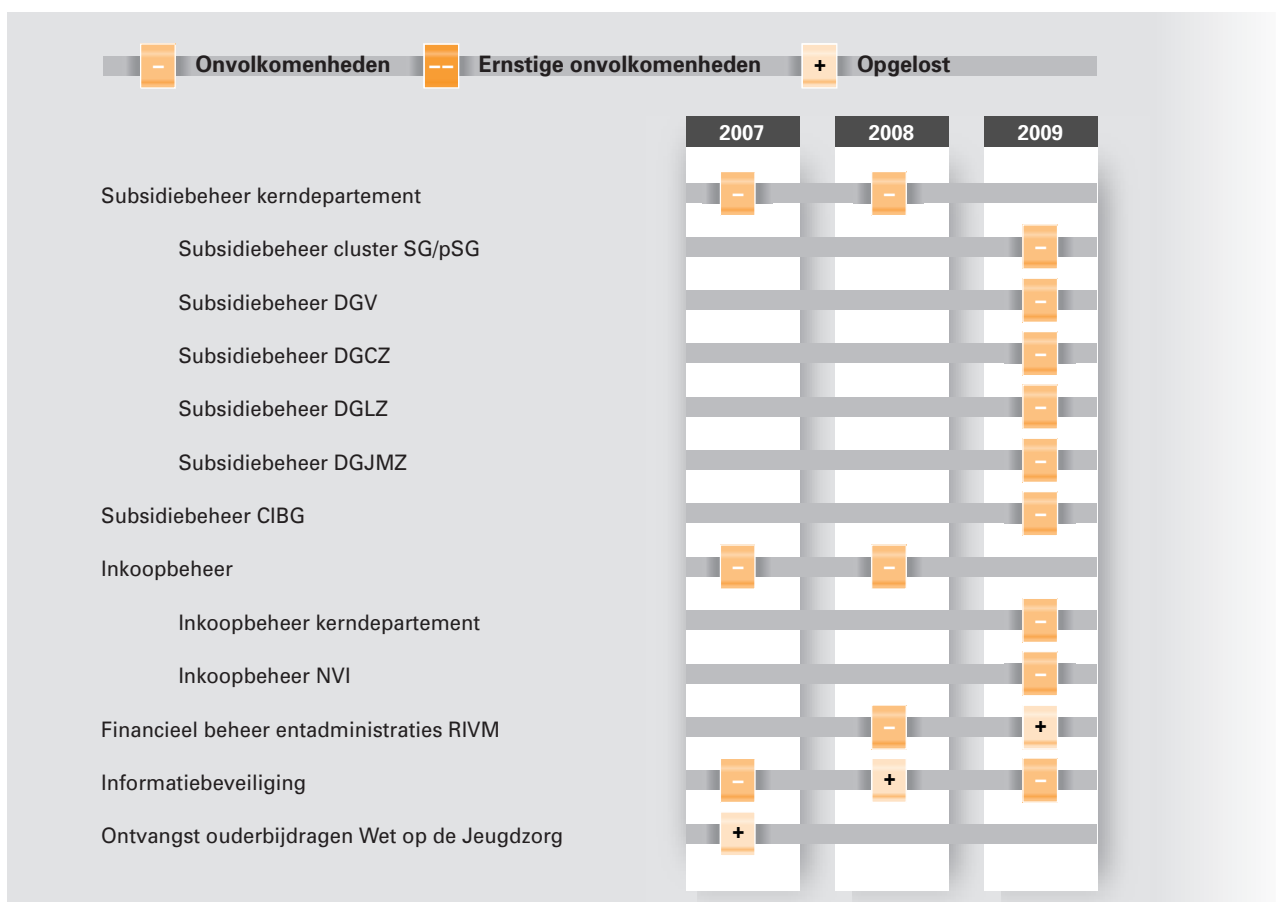 – Onvolkomenheden –– Ernstige onvolkomenheden + Opgelost
2007 2008 2009
Subsidiebeheer kerndepartement – –
Subsidiebeheer cluster SG/pSG –
Subsidiebeheer DGV –
Subsidiebeheer DGCZ –
Subsidiebeheer DGLZ –
Subsidiebeheer DGJMZ –
Subsidiebeheer CIBG –
Inkoopbeheer – –
Inkoopbeheer kerndepartement –
Inkoopbeheer NVI –
Financieel beheer entadministraties RIVM – +
Informatiebeveiliging – + –
Ontvangst ouderbijdragen Wet op de Jeugdzorg +